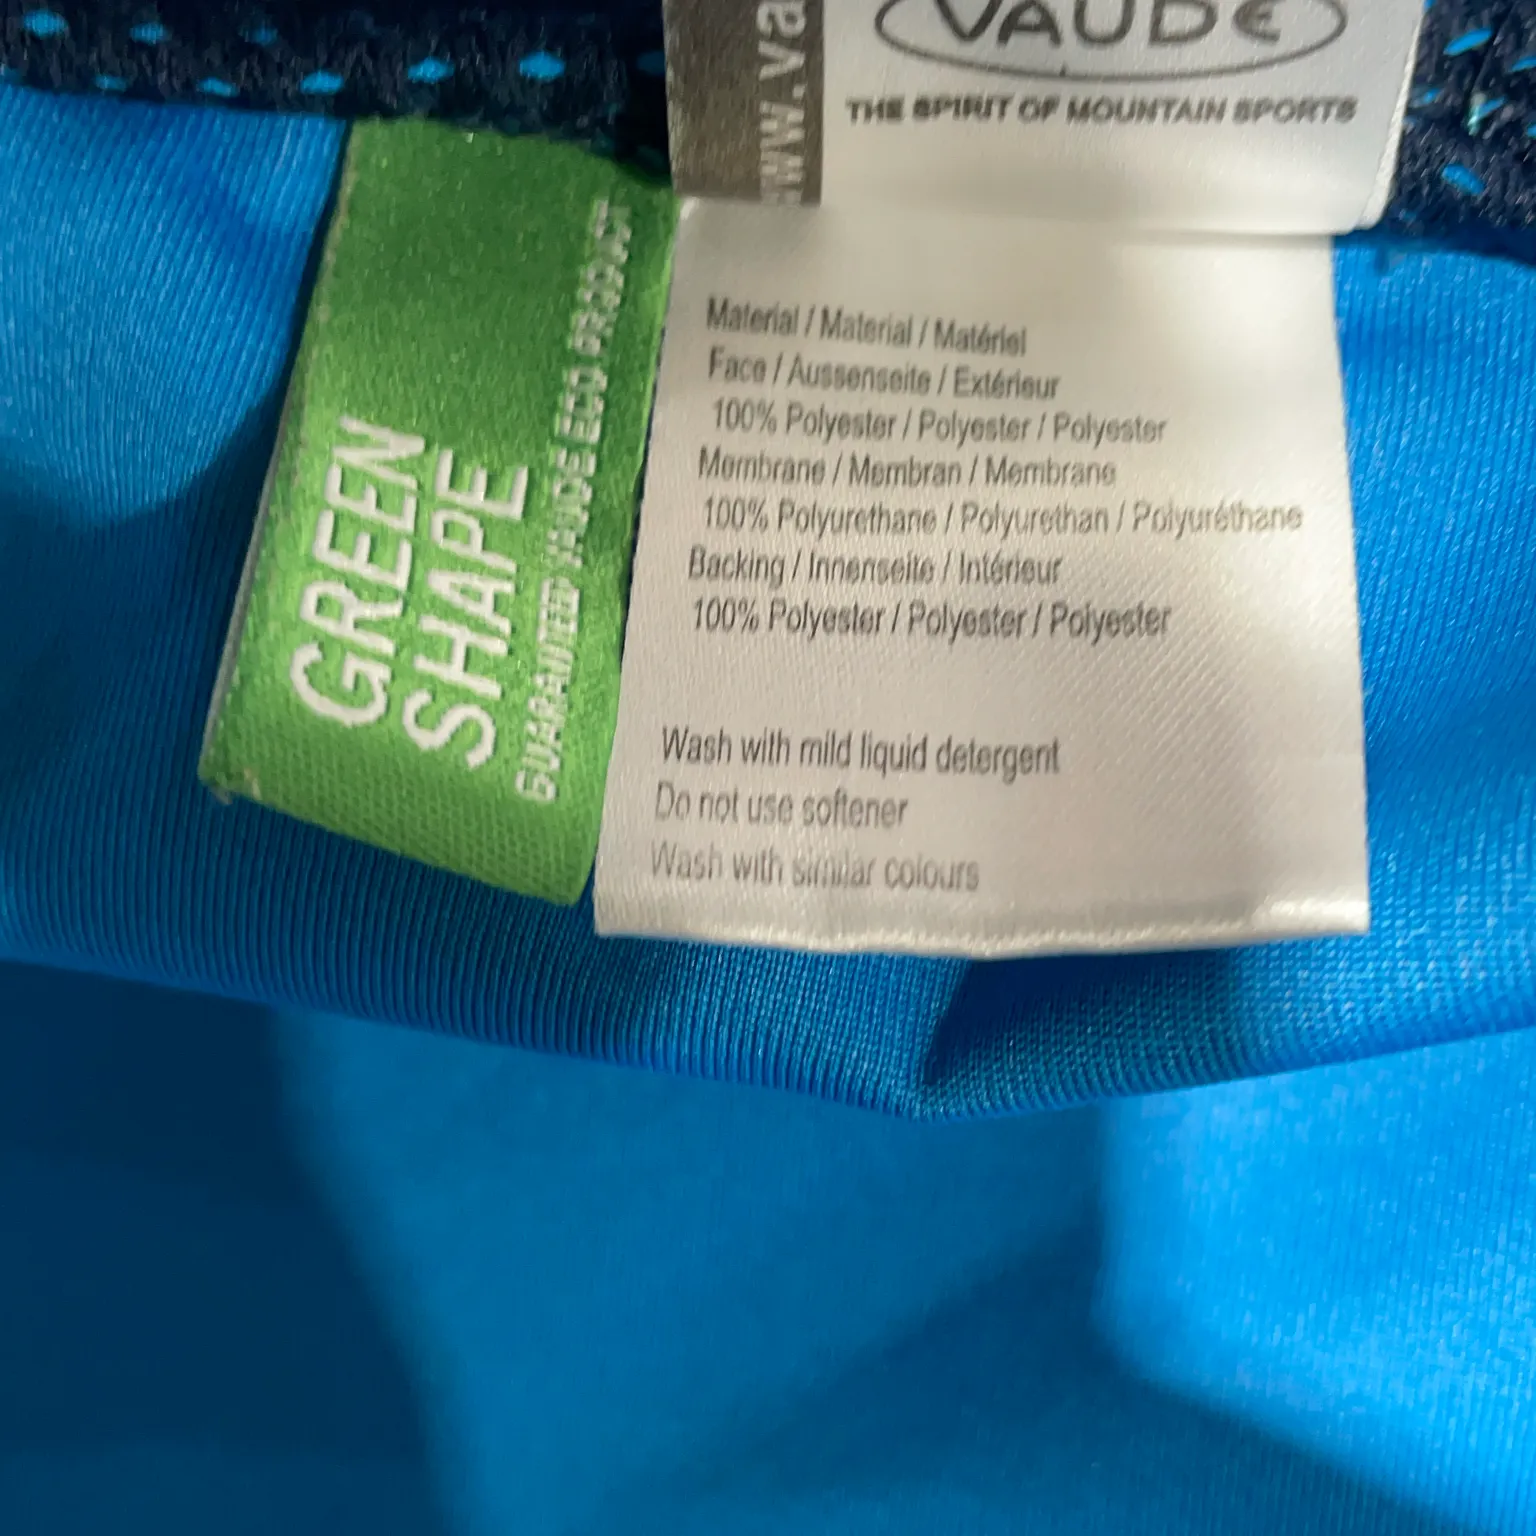 VAUDE
THE SPIRIT OF MOUNTAIN SPORTS
www.va
GREEN
SHAPE
GUARANTEED VAUDE ECO PRODUCT
Material / Material / Matériel
Face / Aussenseite / Extérieur
100% Polyester / Polyester / Polyester
Membrane / Membran / Membrane
100% Polyurethane / Polyurethan / Polyuréthane
Backing / Innenseite / Intérieur
100% Polyester / Polyester / Polyester
Wash with mild liquid detergent
Do not use softener
Wash with similar colours